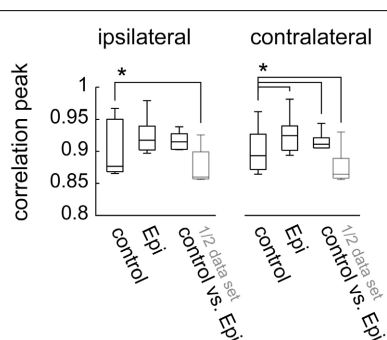 ipsilateral
contralateral
correlation peak
1
0.95
0.9
0.85
0.8
*
*
control
Epi
control vs. Epi
1/2 data set
control
Epi
control vs. Epi
1/2 data set